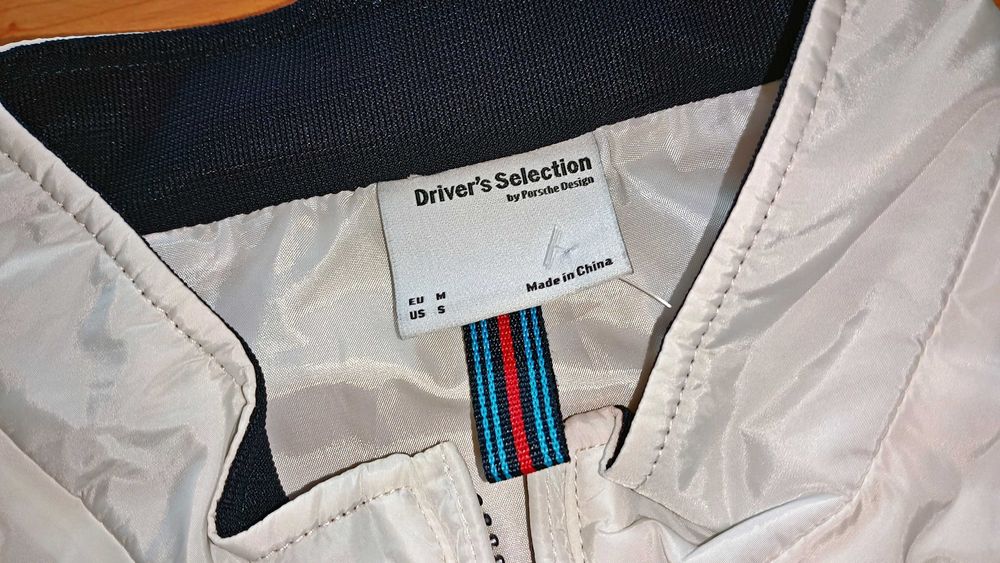 Driver's Selection
by Porsche Design
Made in China
EU M
US S